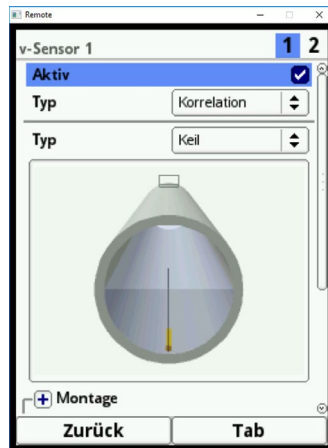 Remote
v-Sensor 1 1 2
Aktiv
Typ Korrelation
Typ Keil
Montage
Zurück Tab